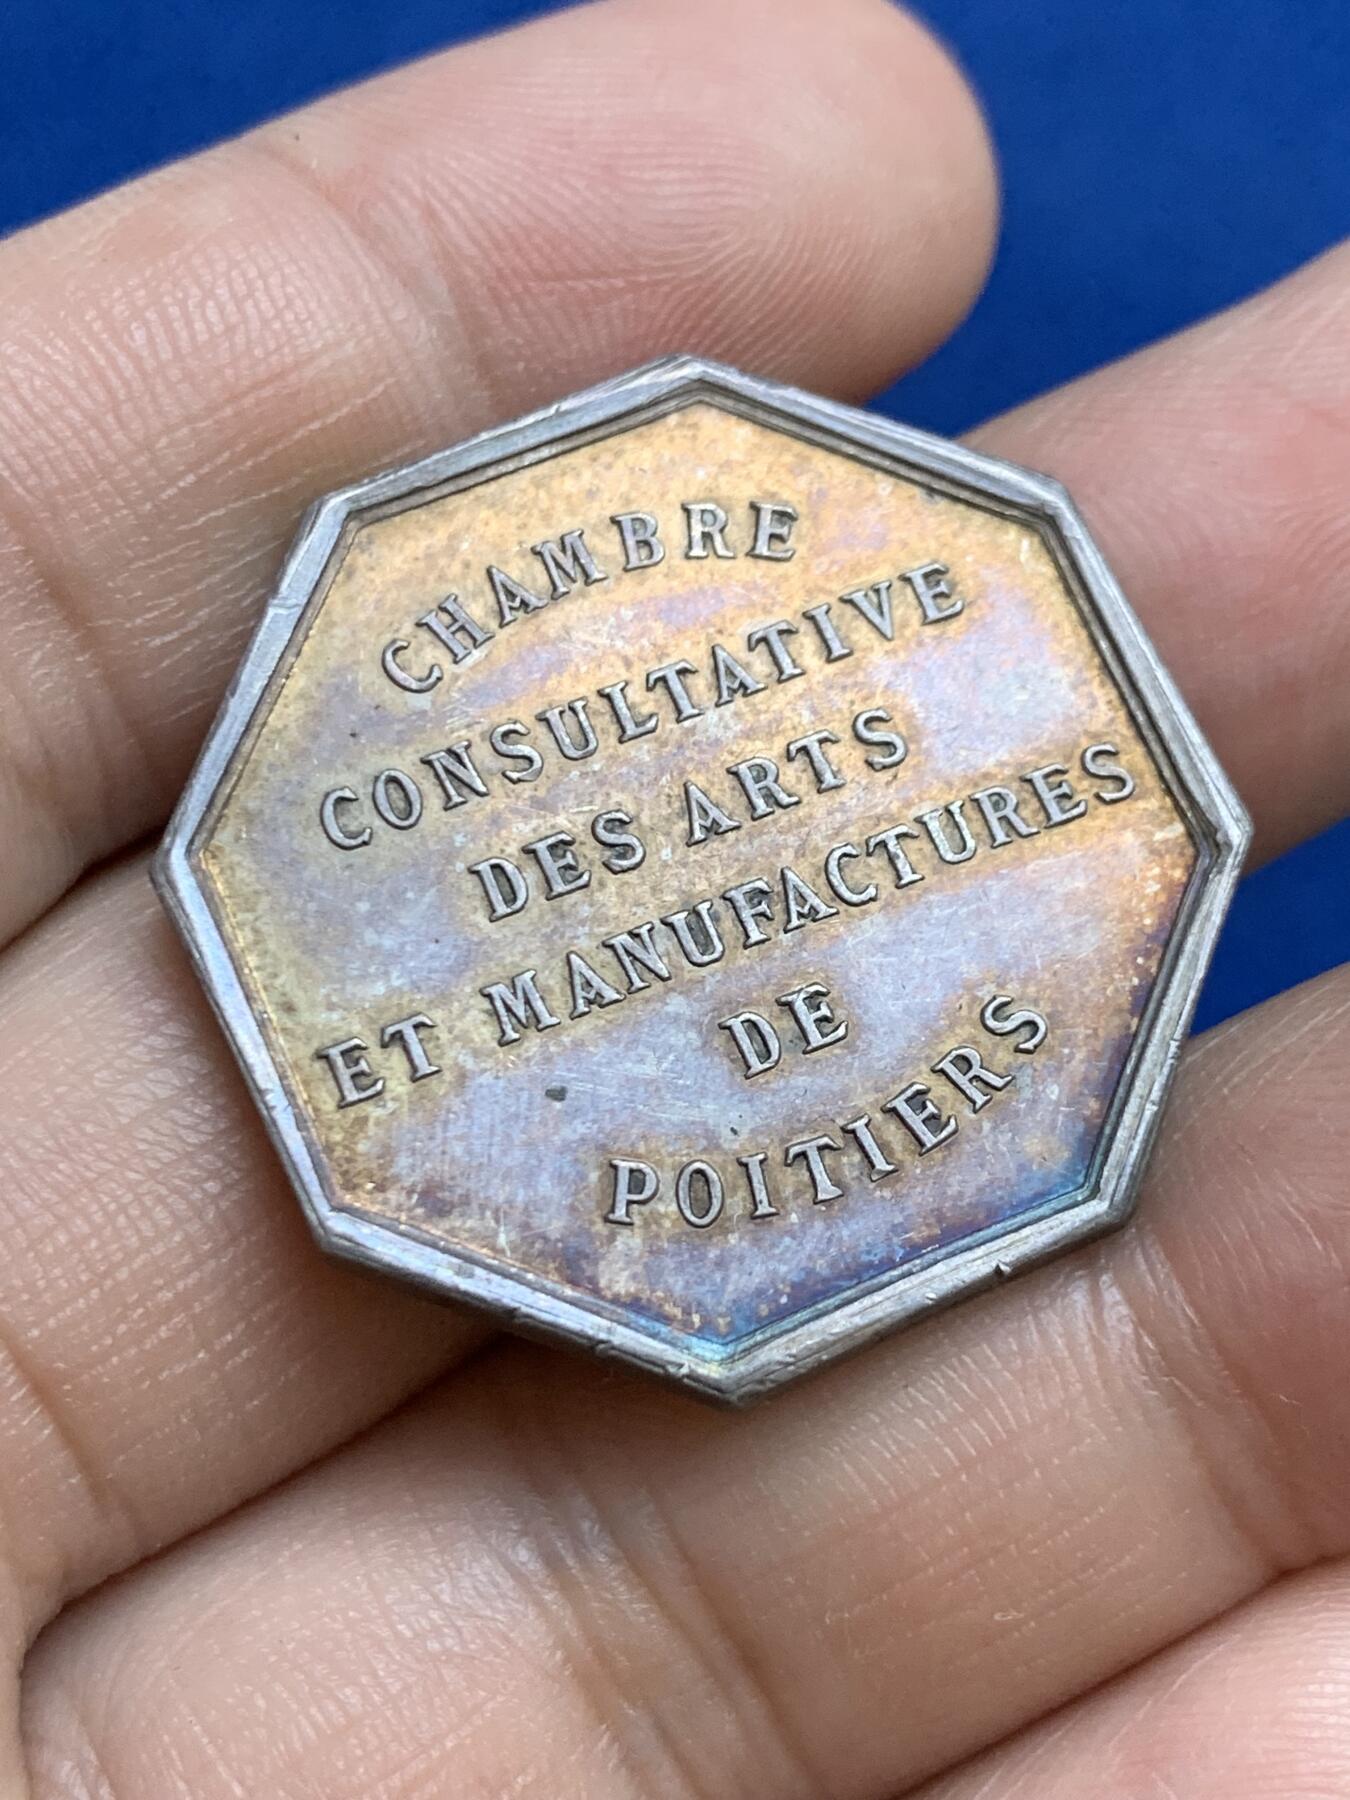 CHAMBRE
CONSULTATIVE
DES ARTS
ET MANUFACTURES
DE
POITIERS